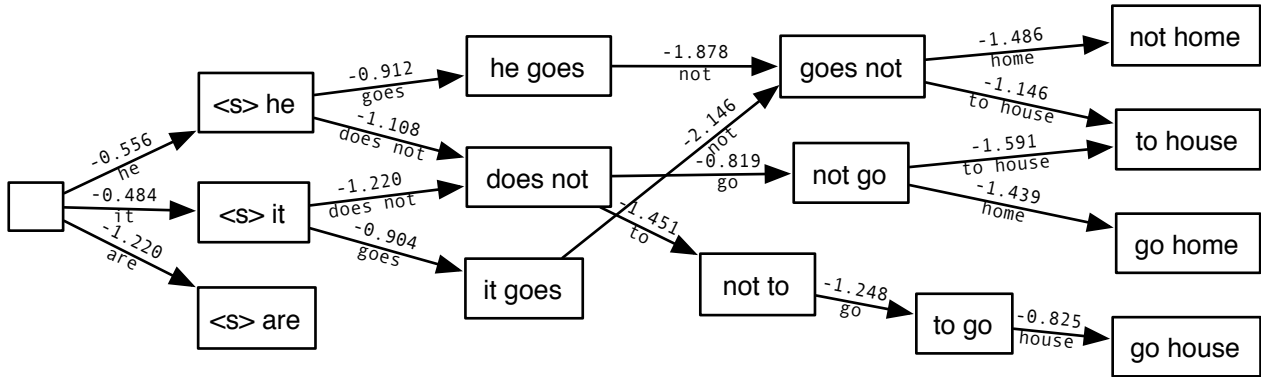 -0.556
he
-0.484
it
-1.220
are
<s> he
<s> it
<s> are
-0.912
goes
-1.108
does not
-1.220
does not
-0.904
goes
he goes
does not
it goes
-1.878
not
-2.146
not
-0.819
go
-1.451
to
goes not
not go
not to
-1.248
go
to go
-1.486
home
-1.146
to house
-1.591
to house
-1.439
home
-0.825
house
not home
to house
go home
go house